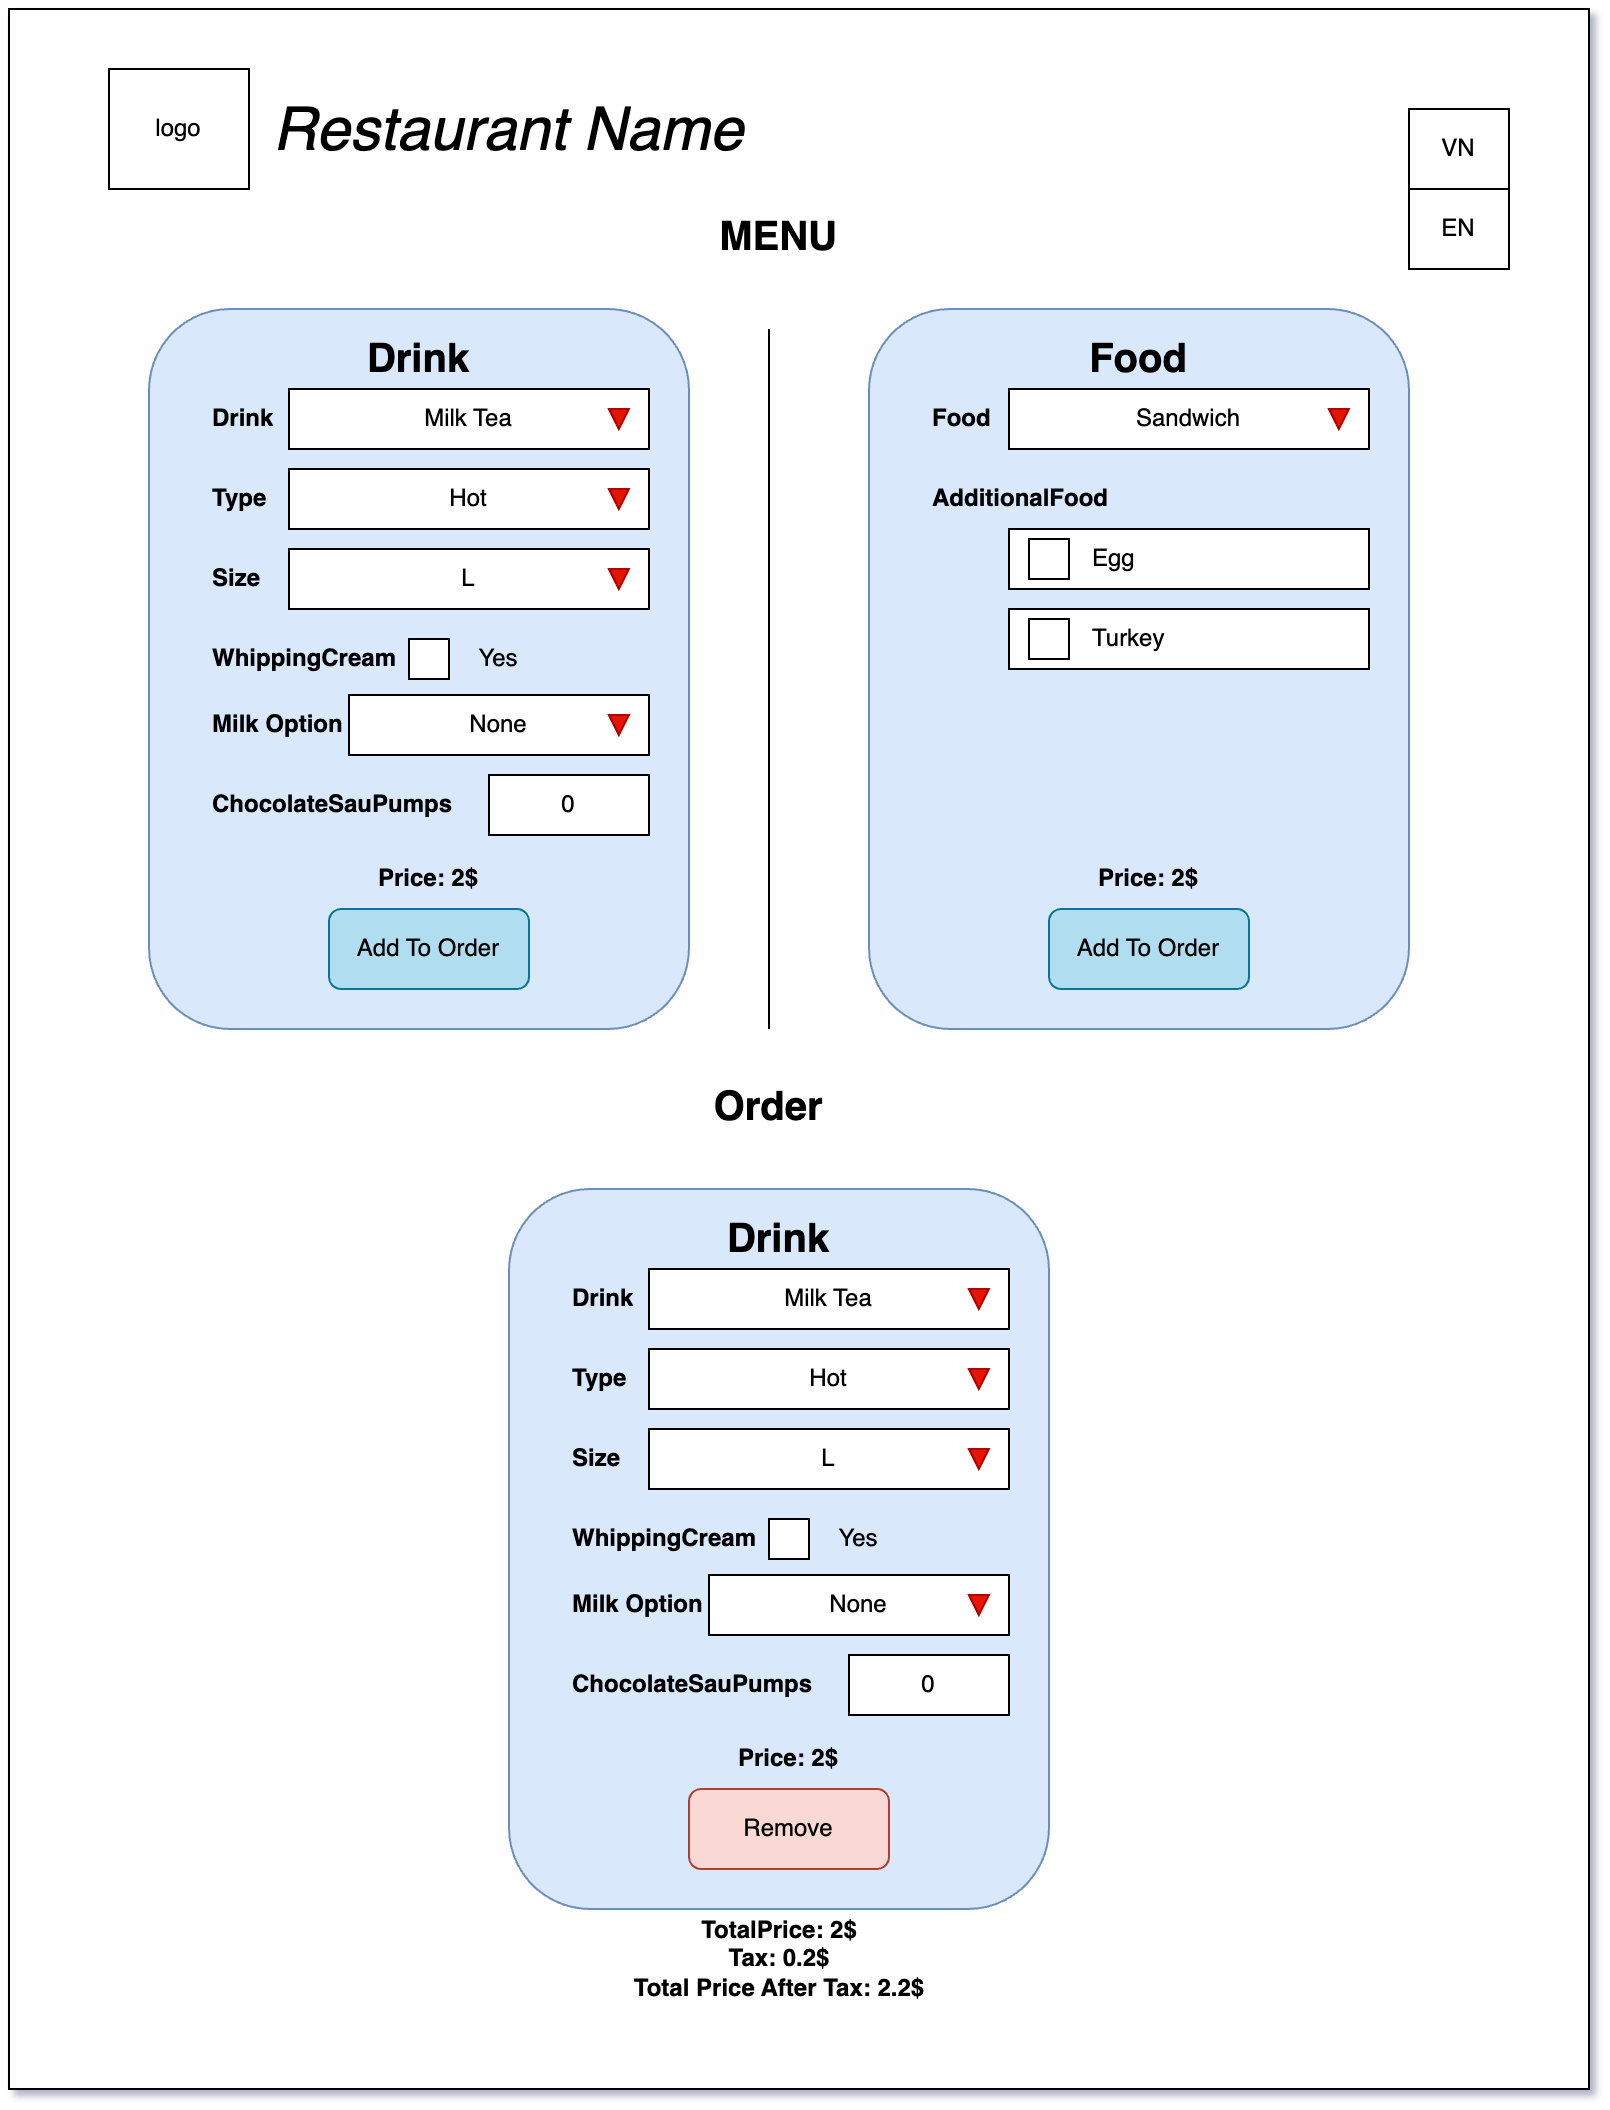 logo
Restaurant Name
VN
EN
MENU
Drink
Drink Milk Tea
Type Hot
Size L
WhippingCream Yes
Milk Option None
ChocolateSauPumps 0
Price: 2$
Add To Order
Food
Food Sandwich
AdditionalFood
Egg
Turkey
Price: 2$
Add To Order
Order
Drink
Drink Milk Tea
Type Hot
Size L
WhippingCream Yes
Milk Option None
ChocolateSauPumps 0
Price: 2$
Remove
TotalPrice: 2$
Tax: 0.2$
Total Price After Tax: 2.2$